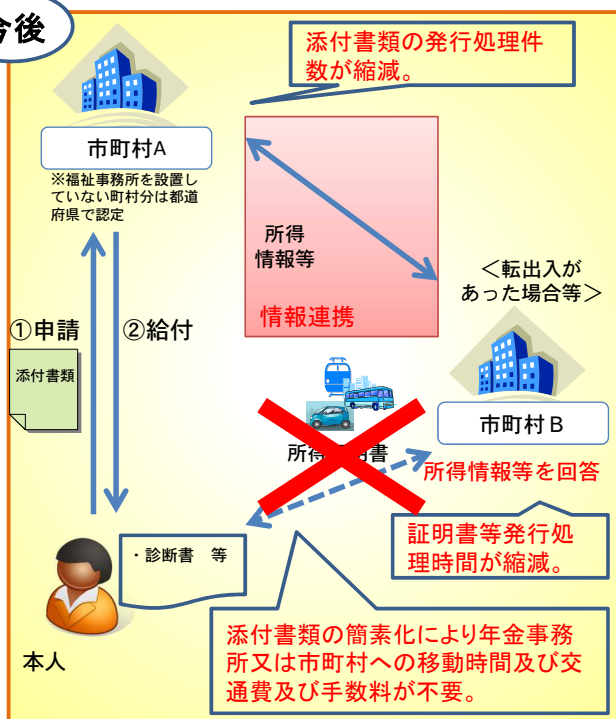 今後
添付書類の発行処理件
数が縮減。
市町村A
※福祉事務所を設置し
ていない町村分は都道
府県で認定
所得
情報等
情報連携
＜転出入が
あった場合等＞
①申請
②給付
添付書類
市町村B
所得 明書
所得情報等を回答
証明書等発行処
理時間が縮減。
・診断書　等
本人
添付書類の簡素化により年金事務
所又は市町村への移動時間及び交
通費及び手数料が不要。